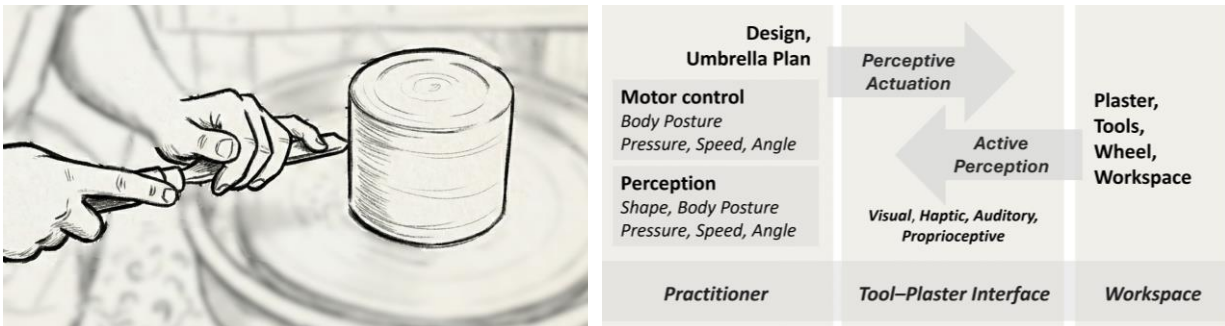 Design,
Umbrella Plan
Motor control
Body Posture
Pressure, Speed, Angle
Perception
Shape, Body Posture
Pressure, Speed, Angle
Practitioner
Perceptive
Actuation
Active
Perception
Visual, Haptic, Auditory,
Proprioceptive
Tool–Plaster Interface
Plaster,
Tools,
Wheel,
Workspace
Workspace